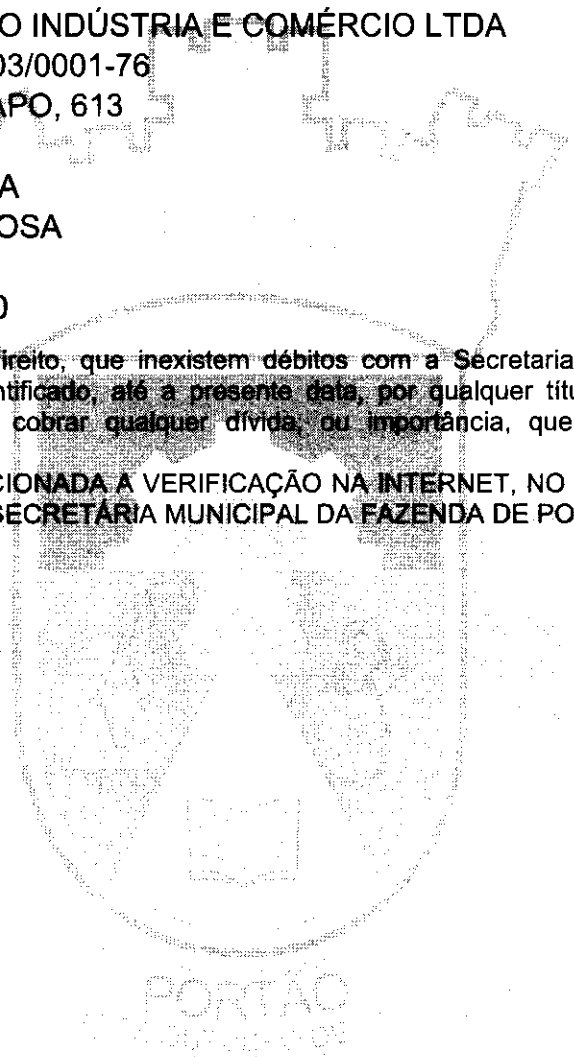 O INDÚSTRIA E COMÉRCIO LTDA
03/0001-76
APO, 613
A
OSA
0
ireito, que inexistem débitos com a Secretaria
ntificado, até a presente data, por qualquer títu
cobrar qualquer dívida, ou importância, que
CIONADA A VERIFICAÇÃO NA INTERNET, NO
SECRETÁRIA MUNICIPAL DA FAZENDA DE PO
PORTÃO